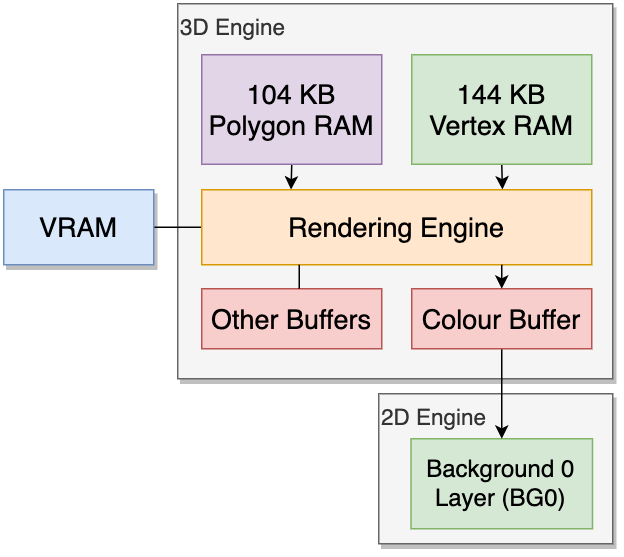 3D Engine
104 KB
Polygon RAM
144 KB
Vertex RAM
VRAM
Rendering Engine
Other Buffers
Colour Buffer
2D Engine
Background 0
Layer (BG0)